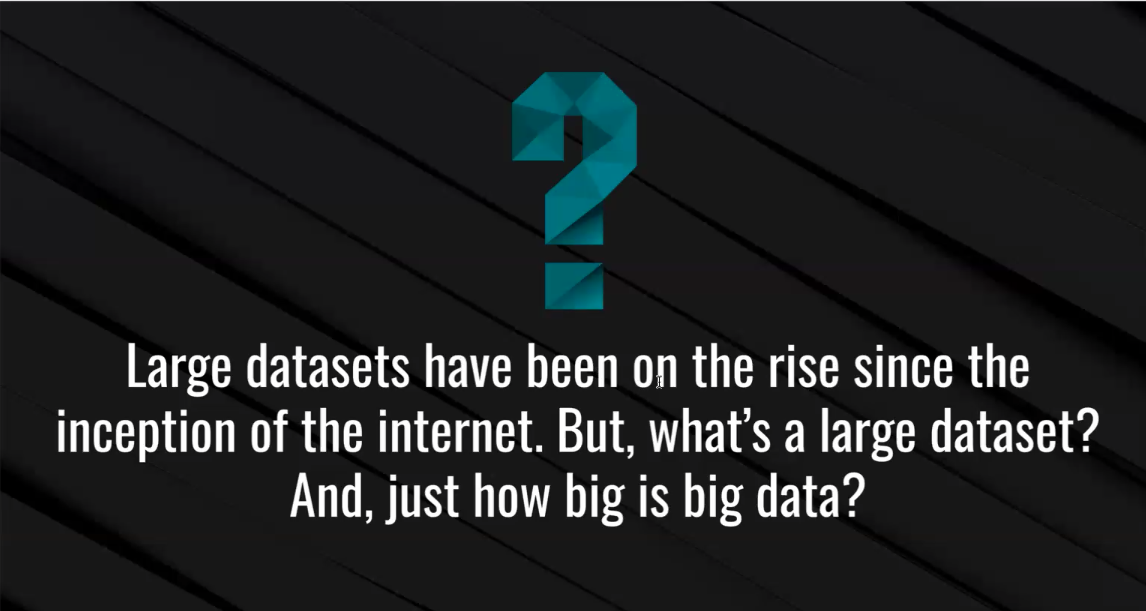 Large datasets have been on the rise since the
inception of the internet. But, what’s a large dataset?
And, just how big is big data?